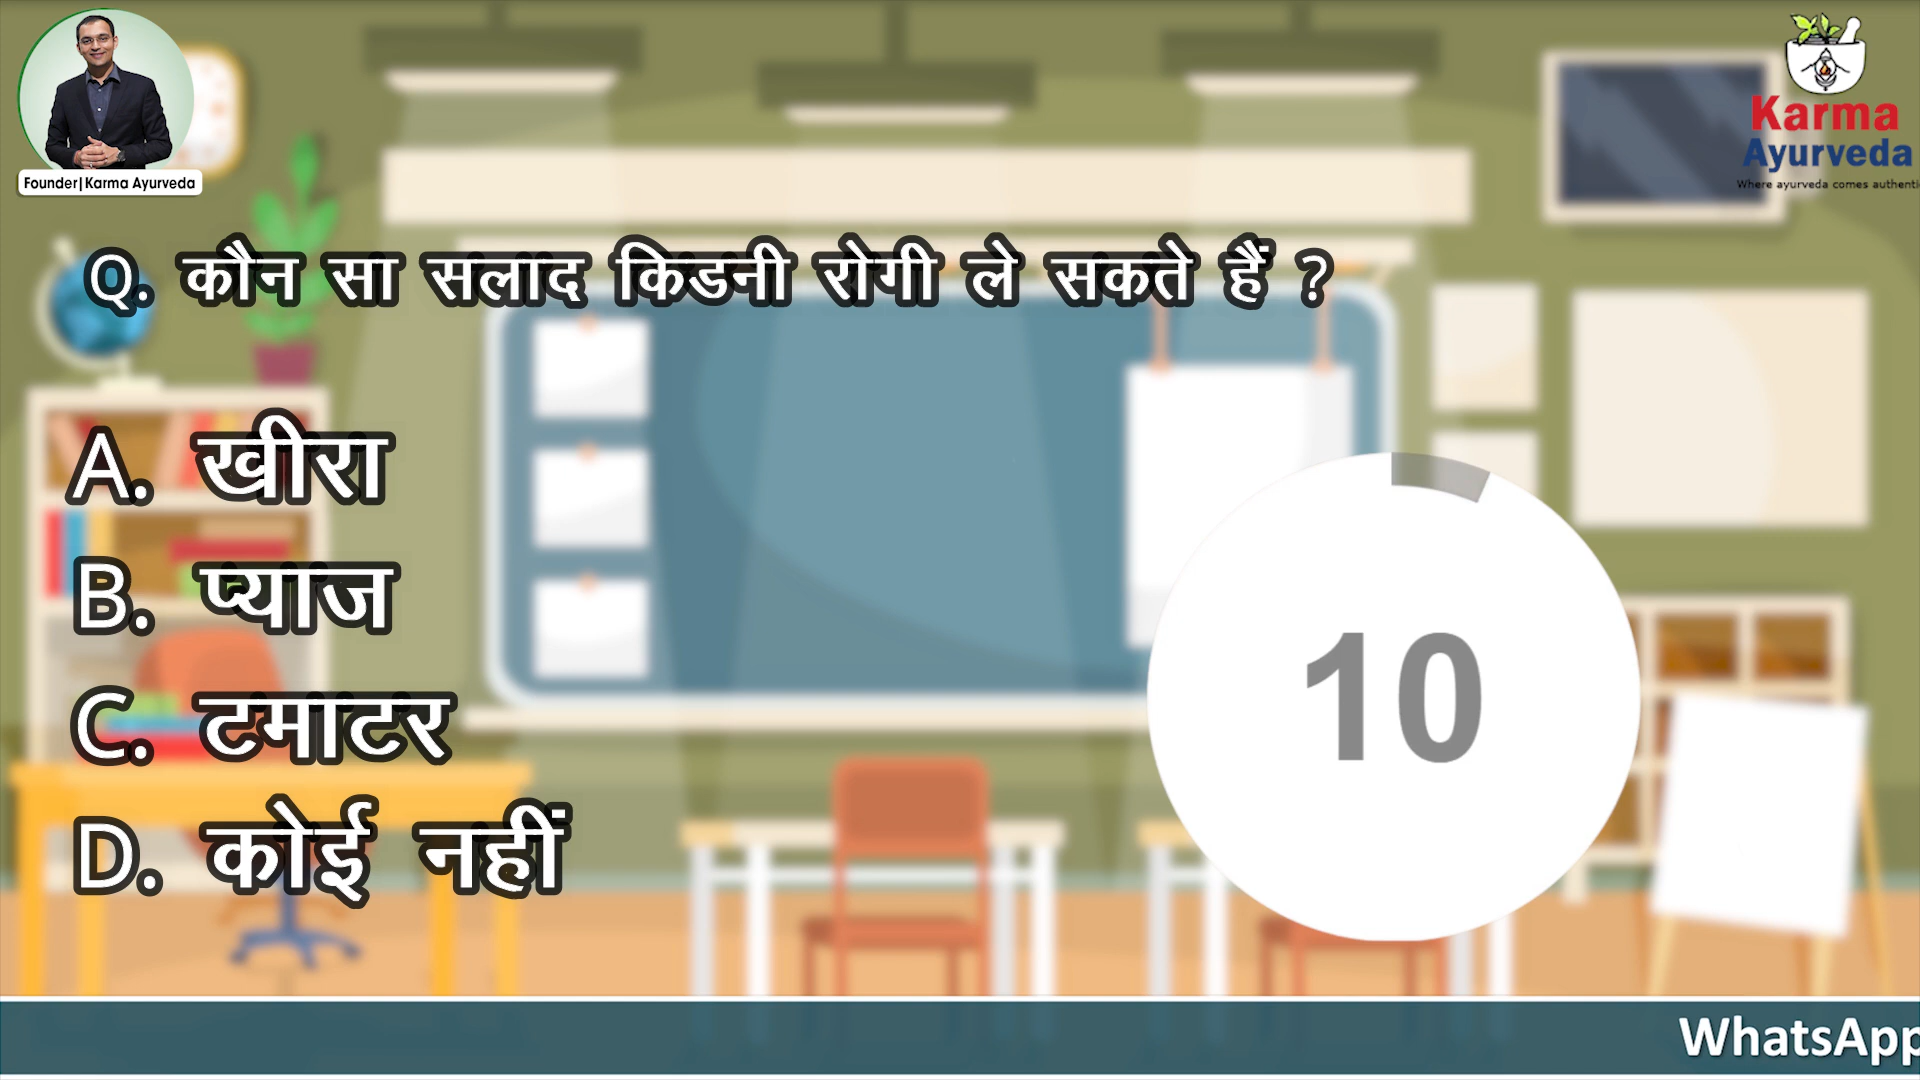 Founder|Karma Ayurveda
Karma
Ayurveda
Where ayurveda comes authenti
Q. कौन सा सलाद किडनी रोगी ले सकते हैं ?
A. खीरा
B. प्याज
C. टमाटर
D. कोई नहीं
10
WhatsApp